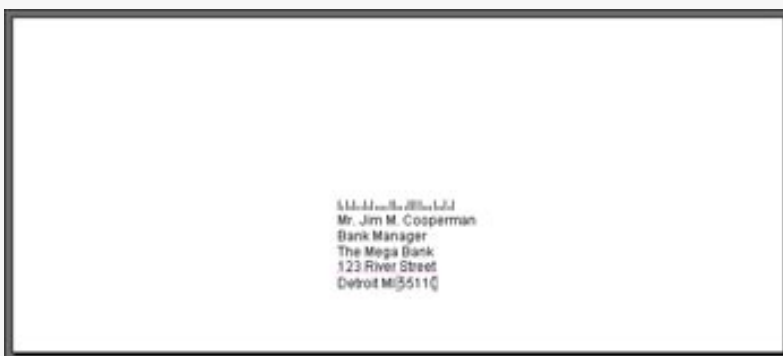 Mr. Jim M. Cooperman
Bank Manager
The Mega Bank
123 River Street
Detroit MI 55110